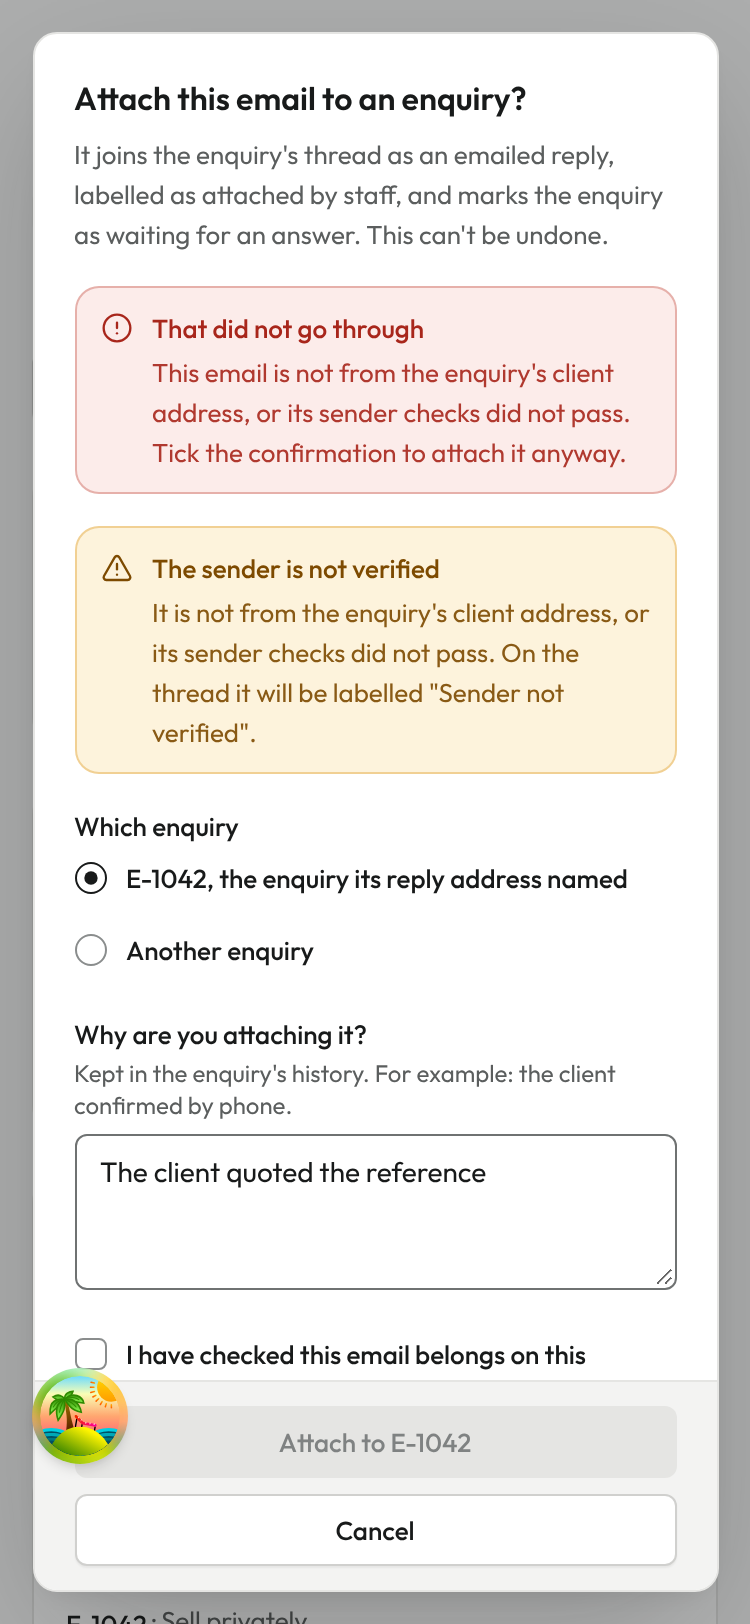 Attach this email to an enquiry?
It joins the enquiry's thread as an emailed reply,
labelled as attached by staff, and marks the enquiry
as waiting for an answer. This can't be undone.
That did not go through
This email is not from the enquiry's client
address, or its sender checks did not pass.
Tick the confirmation to attach it anyway.
The sender is not verified
It is not from the enquiry's client address, or
its sender checks did not pass. On the
thread it will be labelled "Sender not
verified".
Which enquiry
E-1042, the enquiry its reply address named
Another enquiry
Why are you attaching it?
Kept in the enquiry's history. For example: the client
confirmed by phone.
The client quoted the reference
I have checked this email belongs on this
Attach to E-1042
Cancel
E-1042: Sell privately